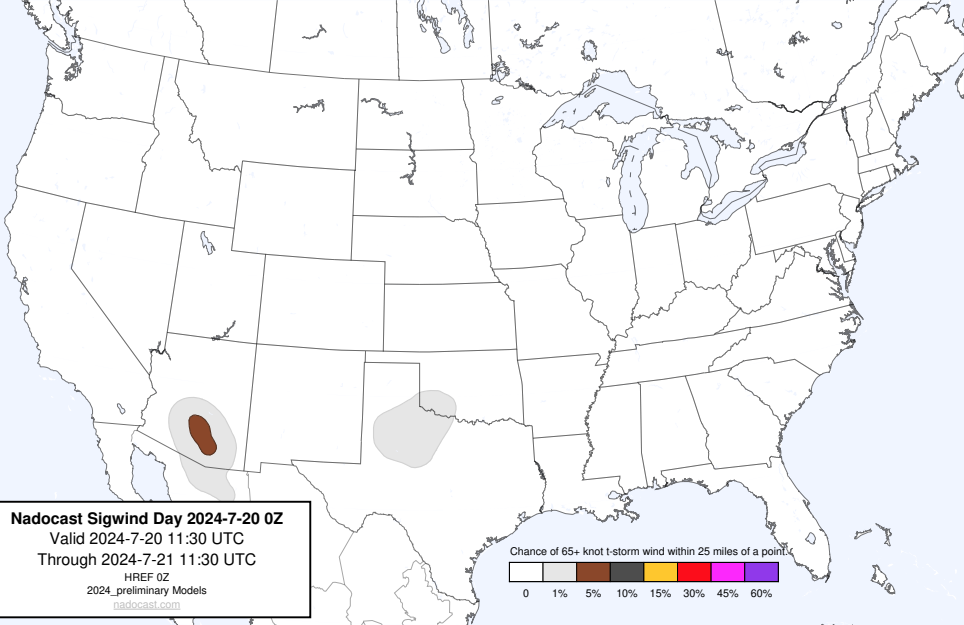 Nadocast Sigwind Day 2024-7-20 0Z
Valid 2024-7-20 11:30 UTC
Through 2024-7-21 11:30 UTC
HREF 0Z
2024_preliminary Models
nadocast.com
Chance of 65+ knot t-storm wind within 25 miles of a point.
0 1% 5% 10% 15% 30% 45% 60%